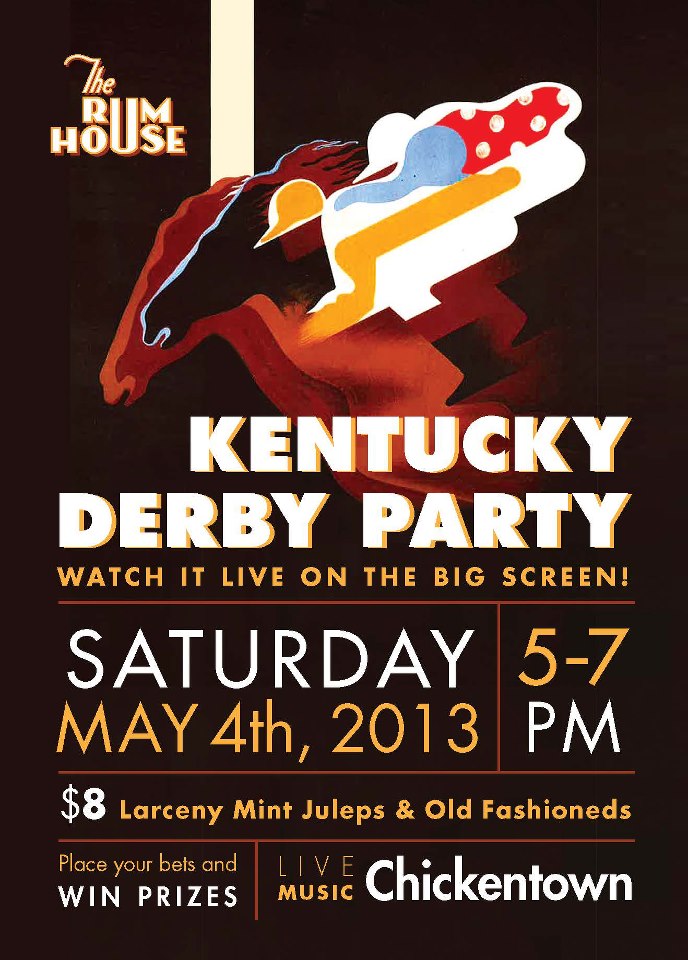 The
RUM
HOUSE
KENTUCKY
DERBY PARTY
WATCH IT LIVE ON THE BIG SCREEN!
SATURDAY
MAY 4th, 2013
5-7
PM
$8 Larceny Mint Juleps & Old Fashioneds
Place your bets and
WIN PRIZES
LIVE
MUSIC
Chickentown